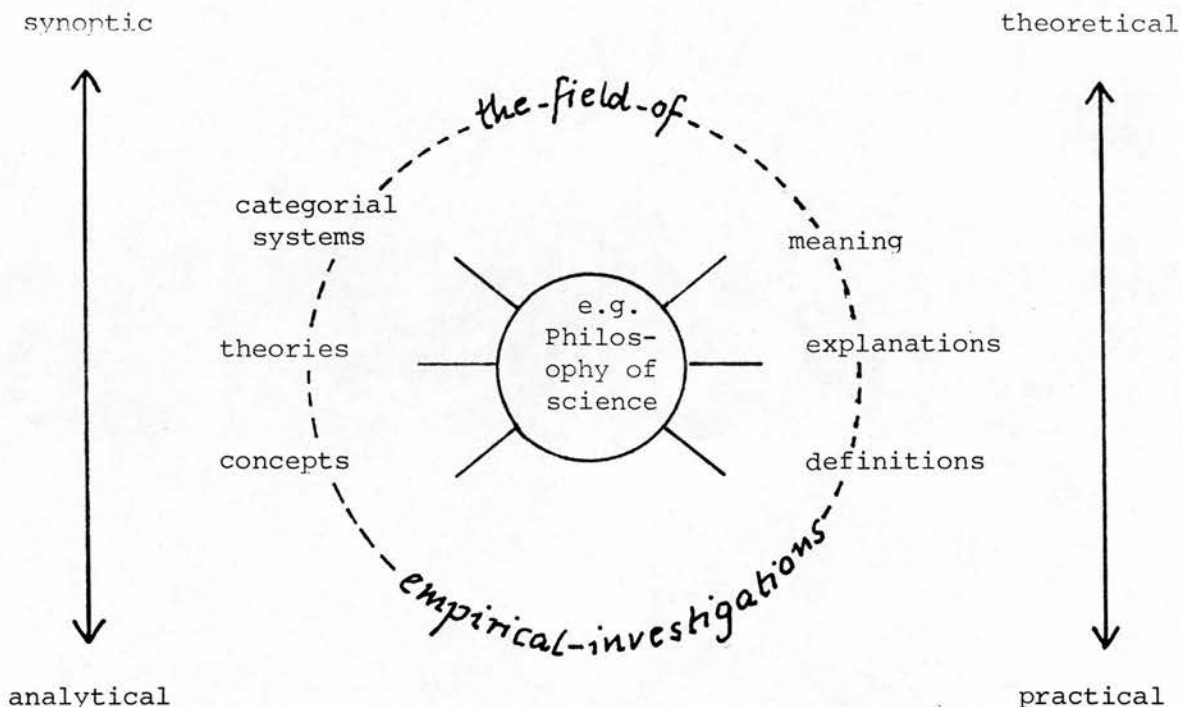 synoptic
theoretical
the-field-of
categorial
systems
meaning
e.g.
Philos-
ophy of
science
theories
explanations
concepts
definitions
empirical-investigations
analytical
practical